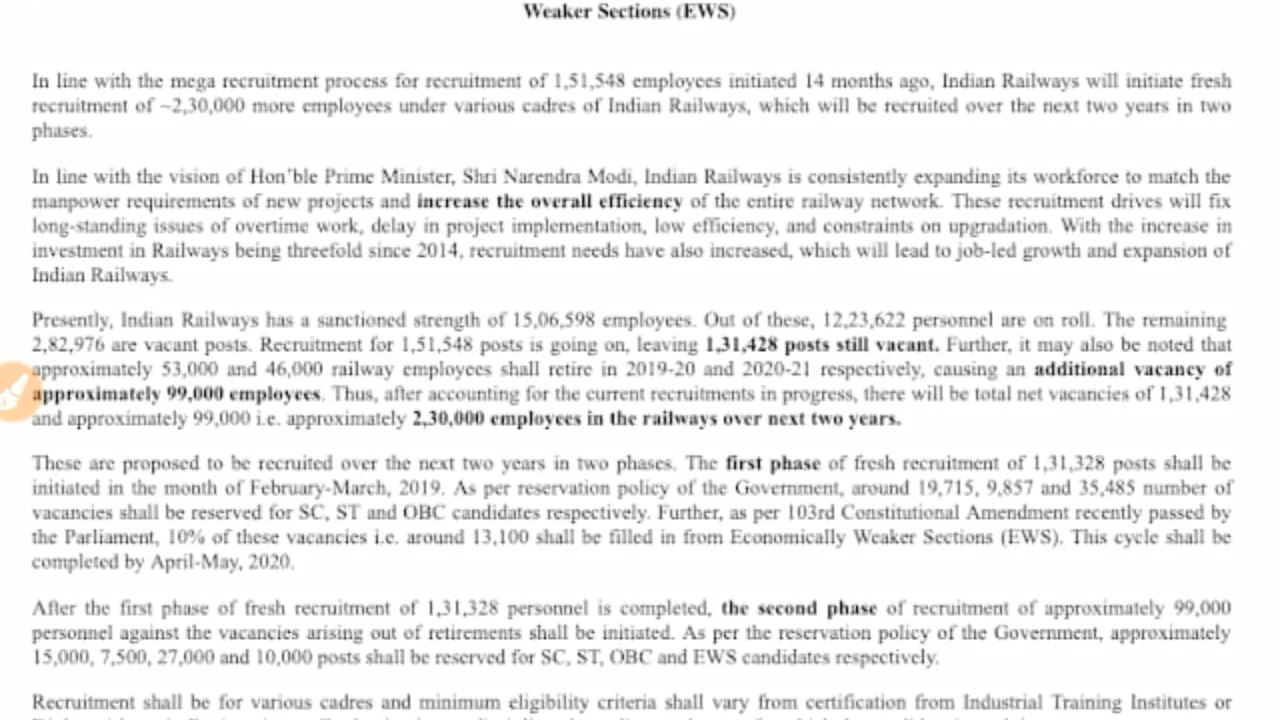 Weaker Sections (EWS)
In line with the mega recruitment process for recruitment of 1,51,548 employees initiated 14 months ago, Indian Railways will initiate fresh
recruitment of ~2,30,000 more employees under various cadres of Indian Railways, which will be recruited over the next two years in two
phases.
In line with the vision of Hon'ble Prime Minister, Shri Narendra Modi, Indian Railways is consistently expanding its workforce to match the
manpower requirements of new projects and increase the overall efficiency of the entire railway network. These recruitment drives will fix
long-standing issues of overtime work, delay in project implementation, low efficiency, and constraints on upgradation. With the increase in
investment in Railways being threefold since 2014, recruitment needs have also increased, which will lead to job-led growth and expansion of
Indian Railways.
Presently, Indian Railways has a sanctioned strength of 15,06,598 employees. Out of these, 12,23,622 personnel are on roll. The remaining
2,82,976 are vacant posts. Recruitment for 1,51,548 posts is going on, leaving 1,31,428 posts still vacant. Further, it may also be noted that
approximately 53,000 and 46,000 railway employees shall retire in 2019-20 and 2020-21 respectively, causing an additional vacancy of
approximately 99,000 employees. Thus, after accounting for the current recruitments in progress, there will be total net vacancies of 1,31,428
and approximately 99,000 i.e. approximately 2,30,000 employees in the railways over next two years.
These are proposed to be recruited over the next two years in two phases. The first phase of fresh recruitment of 1,31,328 posts shall be
initiated in the month of February-March, 2019. As per reservation policy of the Government, around 19,715, 9,857 and 35,485 number of
vacancies shall be reserved for SC, ST and OBC candidates respectively. Further, as per 103rd Constitutional Amendment recently passed by
the Parliament, 10% of these vacancies i.e. around 13,100 shall be filled in from Economically Weaker Sections (EWS). This cycle shall be
completed by April-May, 2020.
After the first phase of fresh recruitment of 1,31,328 personnel is completed, the second phase of recruitment of approximately 99,000
personnel against the vacancies arising out of retirements shall be initiated. As per the reservation policy of the Government, approximately
15,000, 7,500, 27,000 and 10,000 posts shall be reserved for SC, ST, OBC and EWS candidates respectively.
Recruitment shall be for various cadres and minimum eligibility criteria shall vary from certification from Industrial Training Institutes or